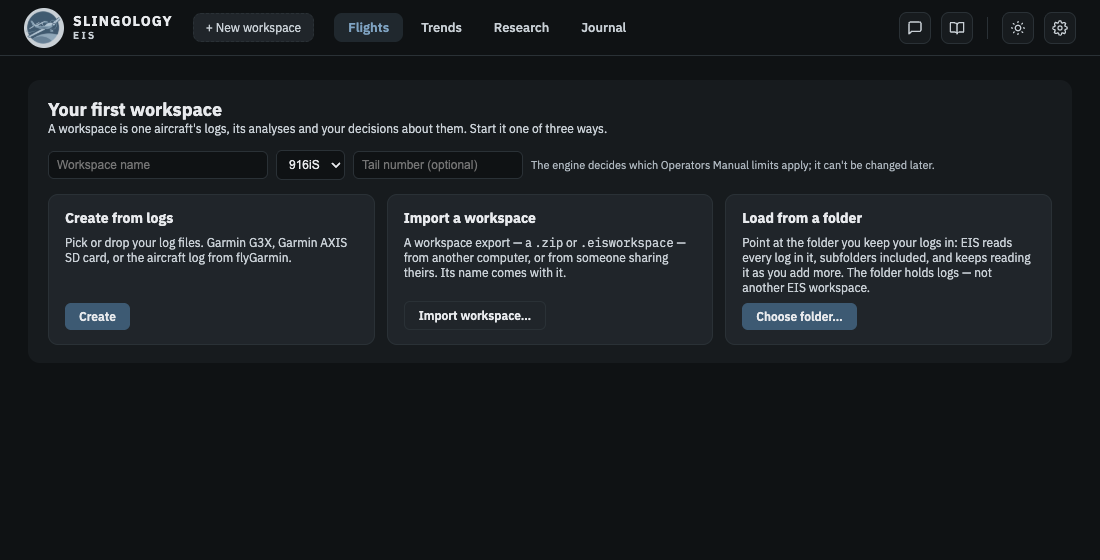 SLINGOLOGY
EIS
+ New workspace
Flights
Trends
Research
Journal
Your first workspace
A workspace is one aircraft's logs, its analyses and your decisions about them. Start it one of three ways.
Workspace name
916iS
Tail number (optional)
The engine decides which Operators Manual limits apply; it can't be changed later.
Create from logs
Pick or drop your log files. Garmin G3X, Garmin AXIS
SD card, or the aircraft log from flyGarmin.
Create
Import a workspace
A workspace export — a .zip or .eisworkspace —
from another computer, or from someone sharing
theirs. Its name comes with it.
Import workspace...
Load from a folder
Point at the folder you keep your logs in: EIS reads
every log in it, subfolders included, and keeps reading
it as you add more. The folder holds logs — not
another EIS workspace.
Choose folder...